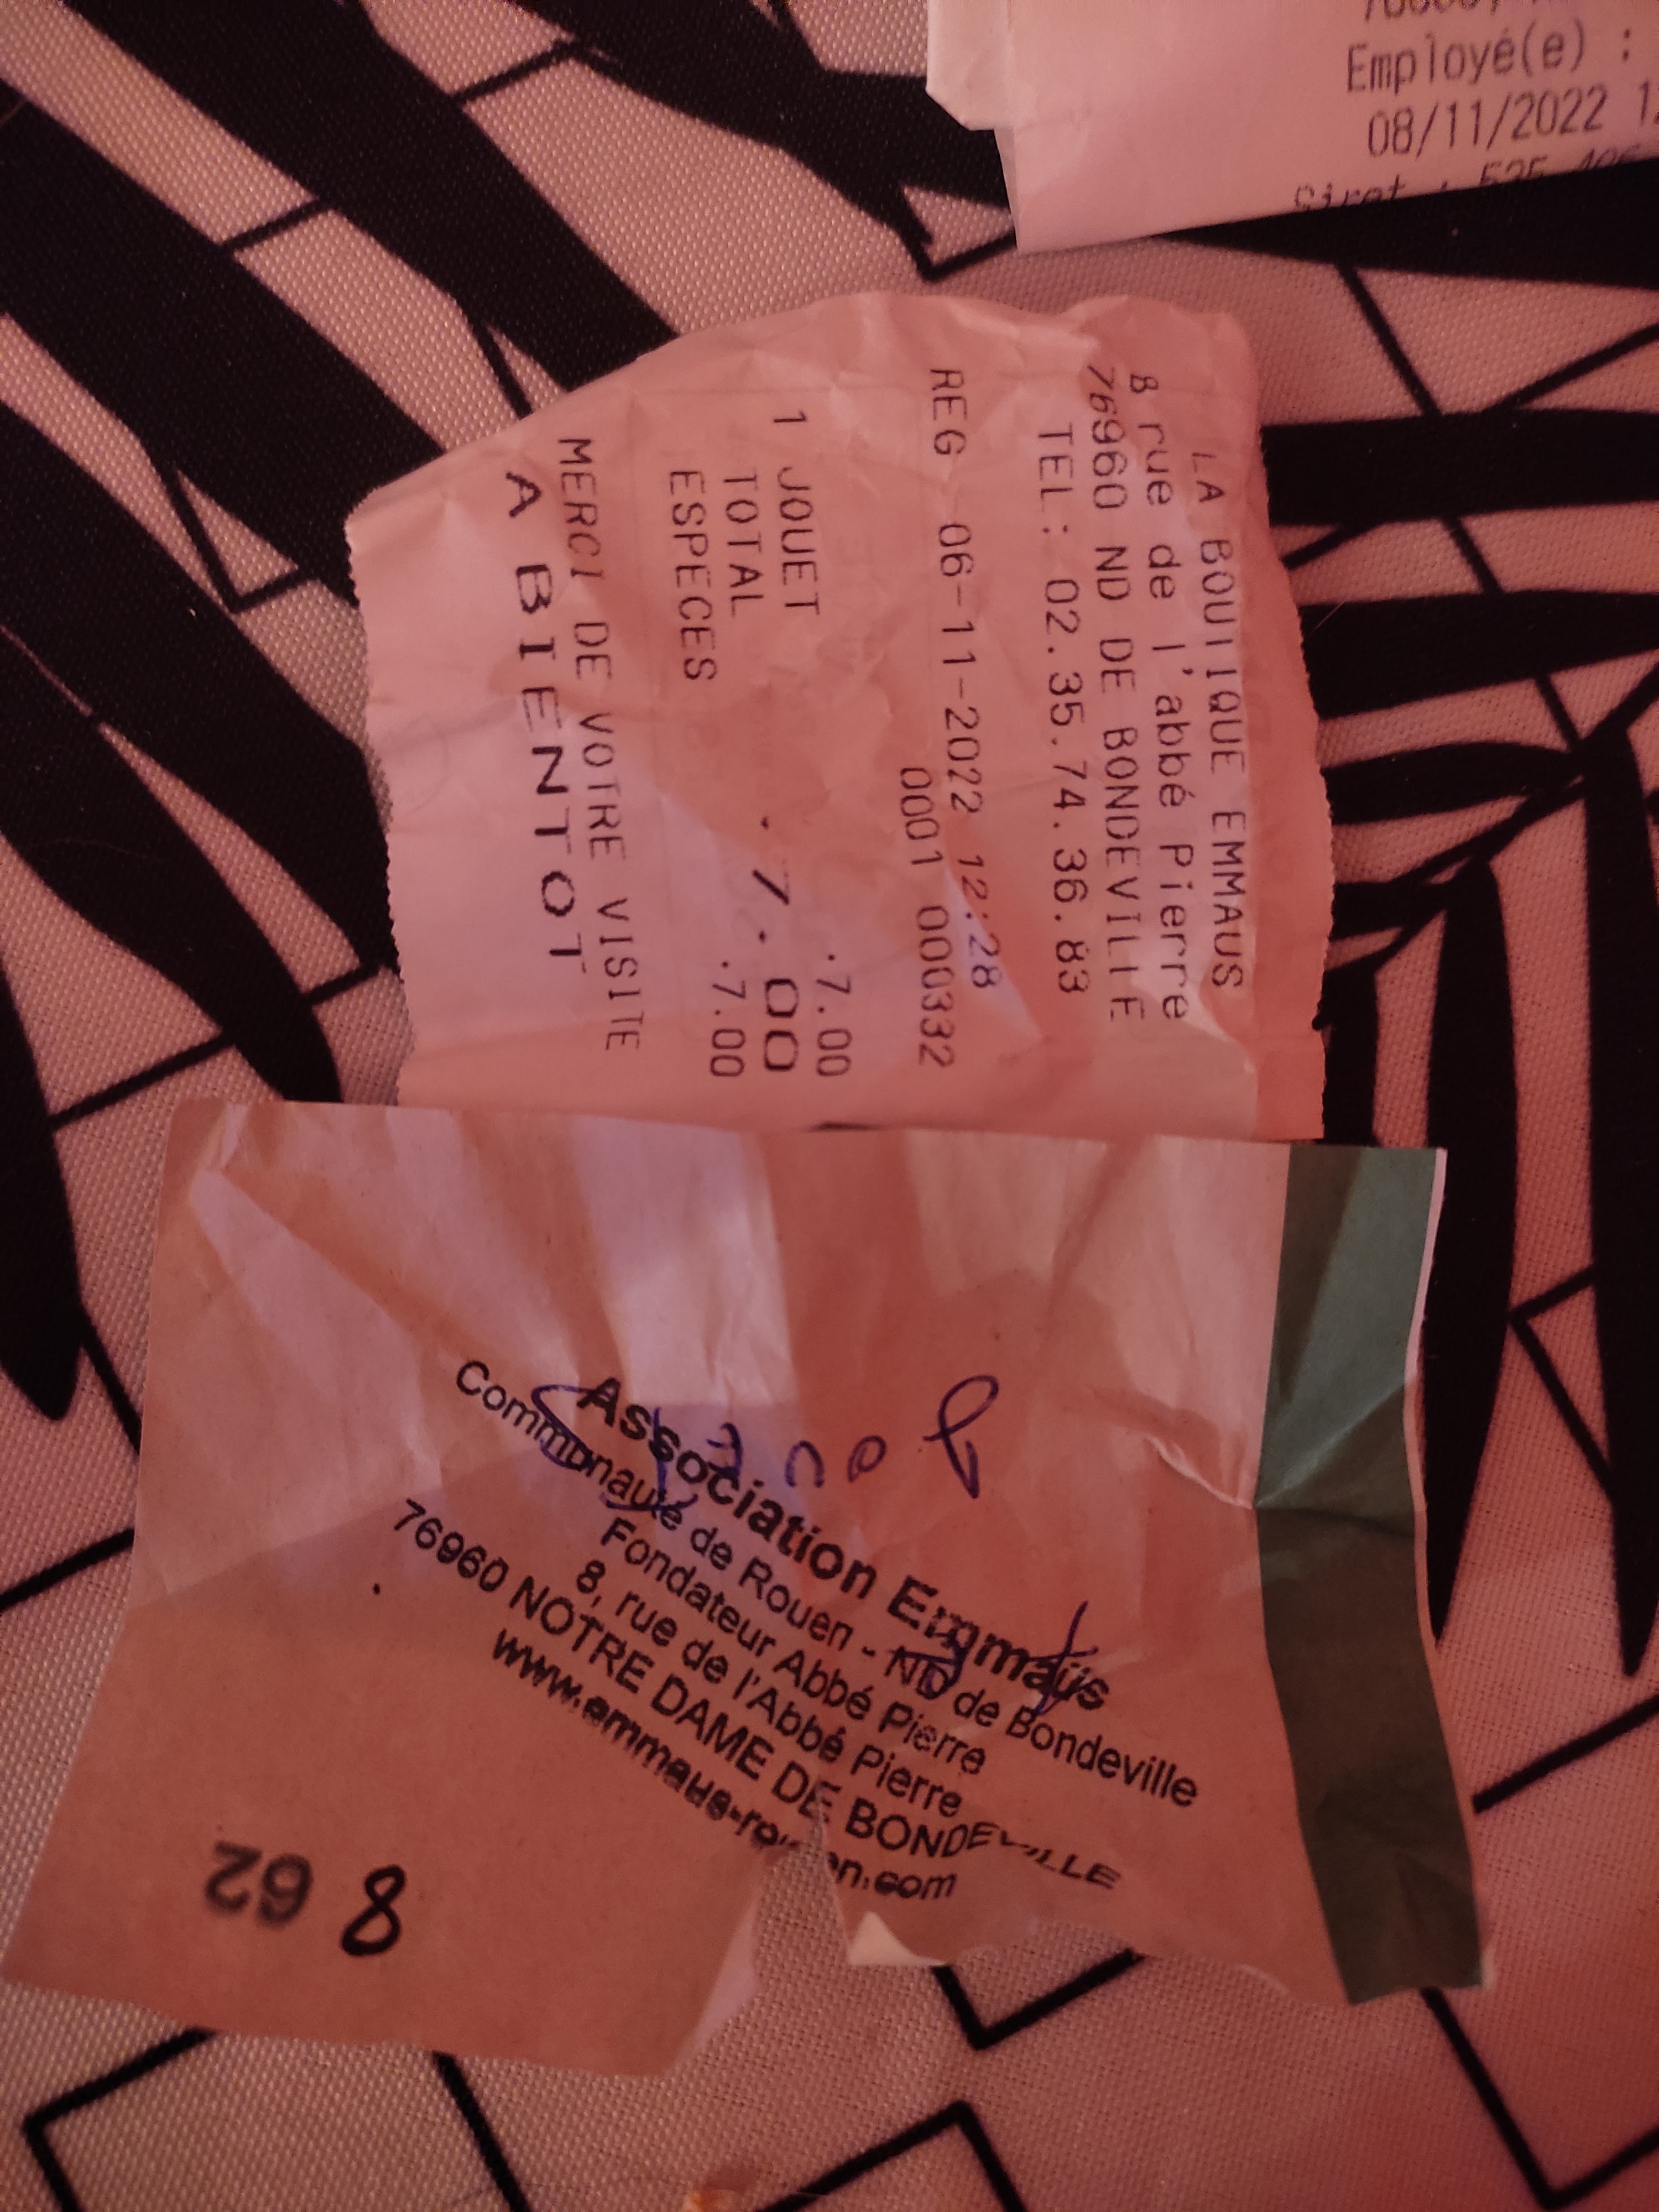 Employé(e) :
08/11/2022
Siret :
LA BOUTIQUE EMMAUS
8 rue de l'abbé Pierre
76960 ND DE BONDEVILLE
TEL: 02.35.74.36.83
REG 06-11-2022 12:28
0001 000332
1 JOUET ·7.00
TOTAL ·7.00
ESPECES ·7.00
MERCI DE VOTRE VISITE
A BIENTOT
Association Emmaüs
Communauté de Rouen - ND de Bondeville
Fondateur Abbé Pierre
8, rue de l'Abbé Pierre
76960 NOTRE DAME DE BONDEVILLE
www.emmaus-rouen.com
8 62